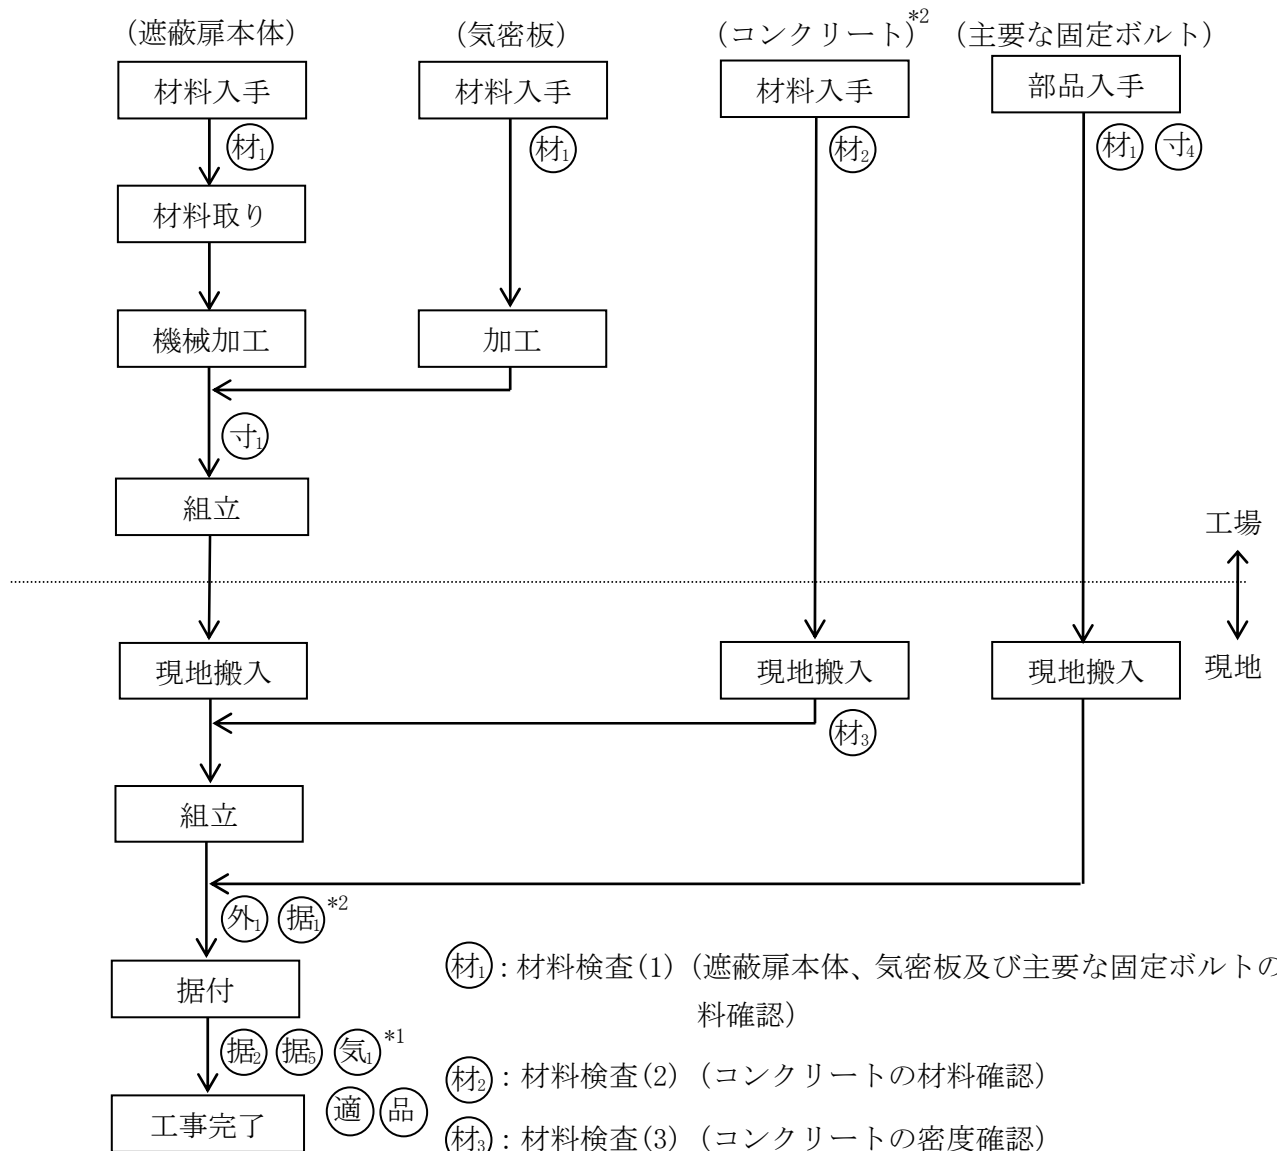 (遮蔽扉本体) (気密板) (コンクリート)*2 (主要な固定ボルト)
材料入手 材料入手 材料入手 部品入手
材1 材1 材2 材1 寸4
材料取り
機械加工 加工
寸1
組立
工場
現地搬入 現地搬入 現地搬入 現地
材3
組立
外1 据1*2
材1：材料検査(1)（遮蔽扉本体、気密板及び主要な固定ボルトの
据付
料確認）
据2 据5 気1*1
材2：材料検査(2)（コンクリートの材料確認）
工事完了 適 品
材3：材料検査(3)（コンクリートの密度確認）